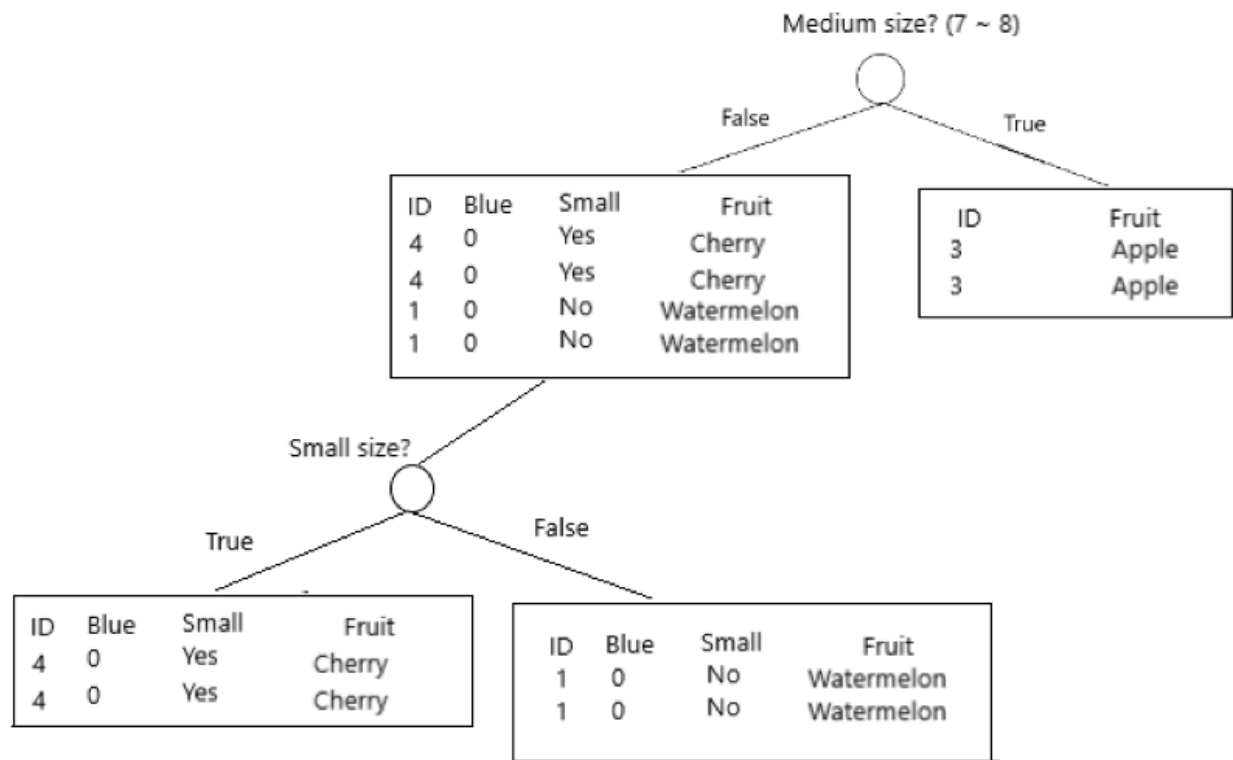 Medium size? (7 ~ 8)
False
True
ID Blue Small Fruit
4 0 Yes Cherry
4 0 Yes Cherry
1 0 No Watermelon
1 0 No Watermelon
ID Fruit
3 Apple
3 Apple
Small size?
True
False
ID Blue Small Fruit
4 0 Yes Cherry
4 0 Yes Cherry
ID Blue Small Fruit
1 0 No Watermelon
1 0 No Watermelon